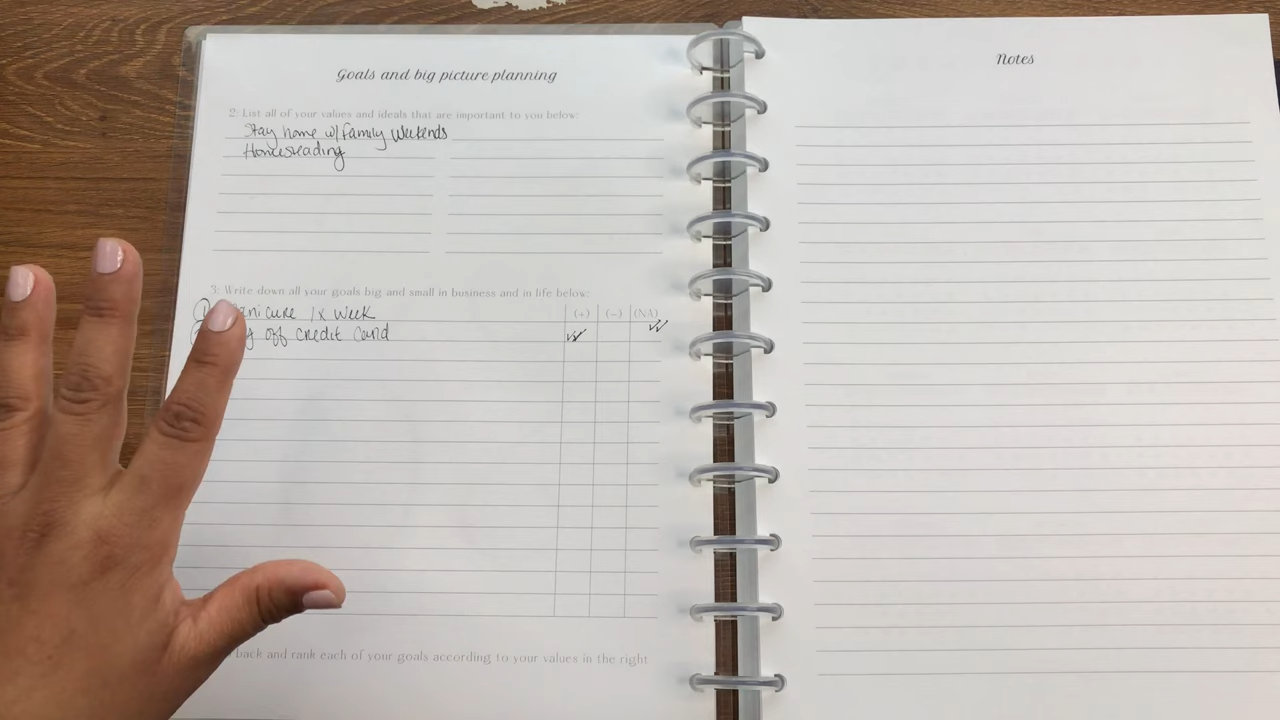 Goals and big picture planning
2: List all of your values and ideals that are important to you below:
Stay home w/ Family Weekends
Homesteading
3: Write down all your goals big and small in business and in life below:
(+) (−) (NA)
1x Week
off credit card
back and rank each of your goals according to your values in the right
Notes